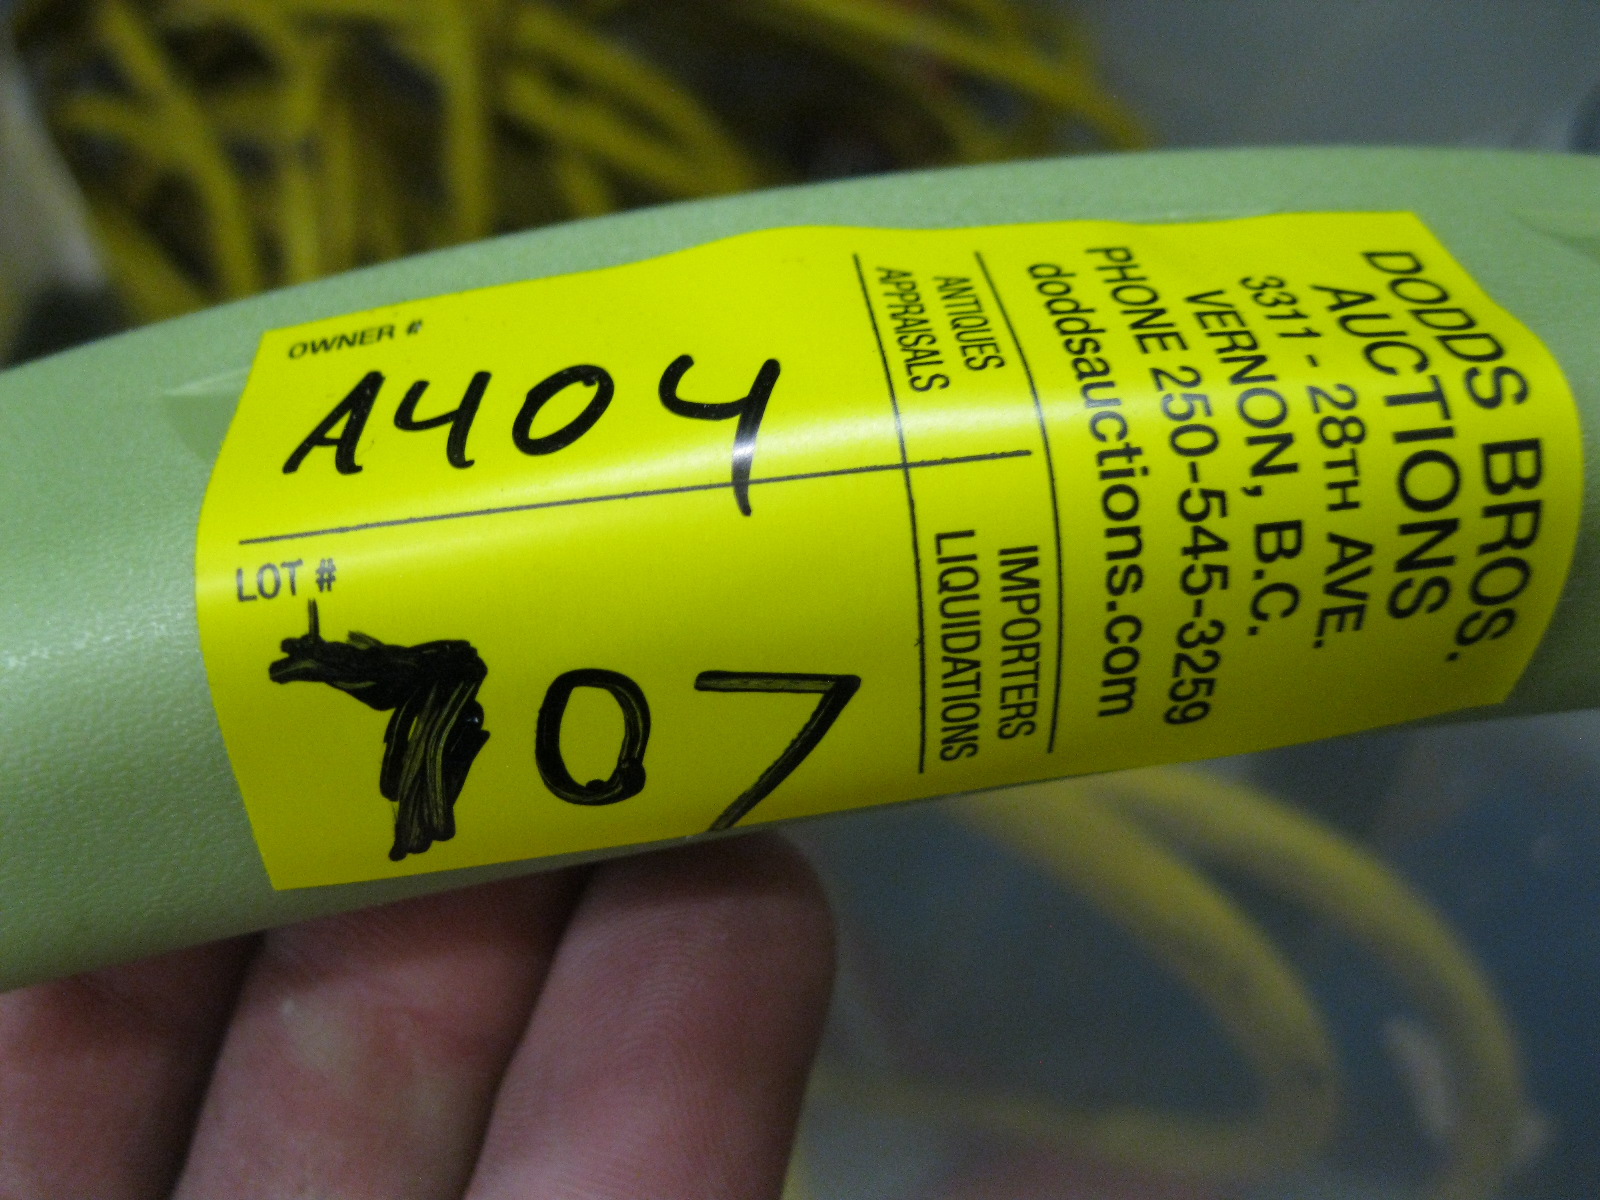 DODDS BROS.
AUCTIONS
3311 - 28TH AVE.
VERNON, B.C.
PHONE 250-545-3259
doddsauctions.com
ANTIQUES
APPRAISALS
IMPORTERS
LIQUIDATIONS
OWNER #
A404
LOT #
07